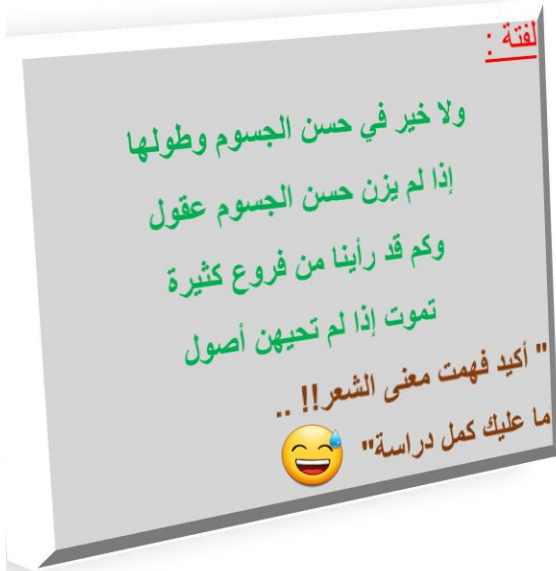 لفتة :
ولا خير في حسن الجسوم وطولها
إذا لم يزن حسن الجسوم عقول
وكم قد رأينا من فروع كثيرة
تموت إذا لم تحيهن أصول
" أكيد فهمت معنى الشعر!! ..
ما عليك كمل دراسة"